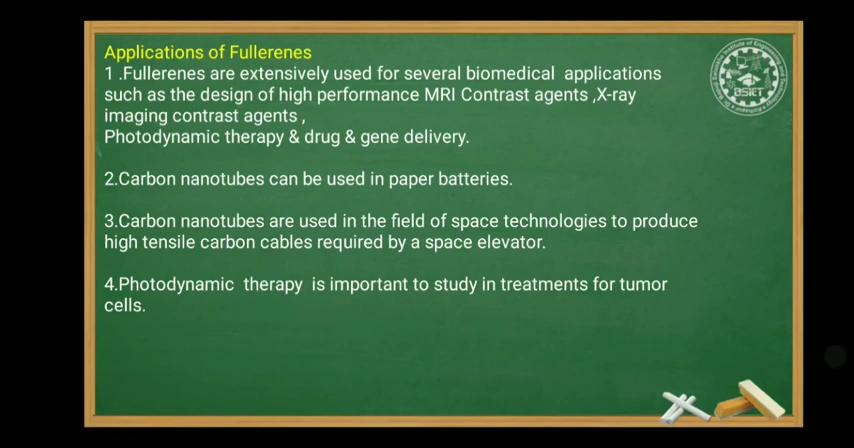 Applications of Fullerenes
1 .Fullerenes are extensively used for several biomedical applications
such as the design of high performance MRI Contrast agents ,X-ray
imaging contrast agents ,
Photodynamic therapy & drug & gene delivery.
2.Carbon nanotubes can be used in paper batteries.
3.Carbon nanotubes are used in the field of space technologies to produce
high tensile carbon cables required by a space elevator.
4.Photodynamic therapy is important to study in treatments for tumor
cells.
BSIET